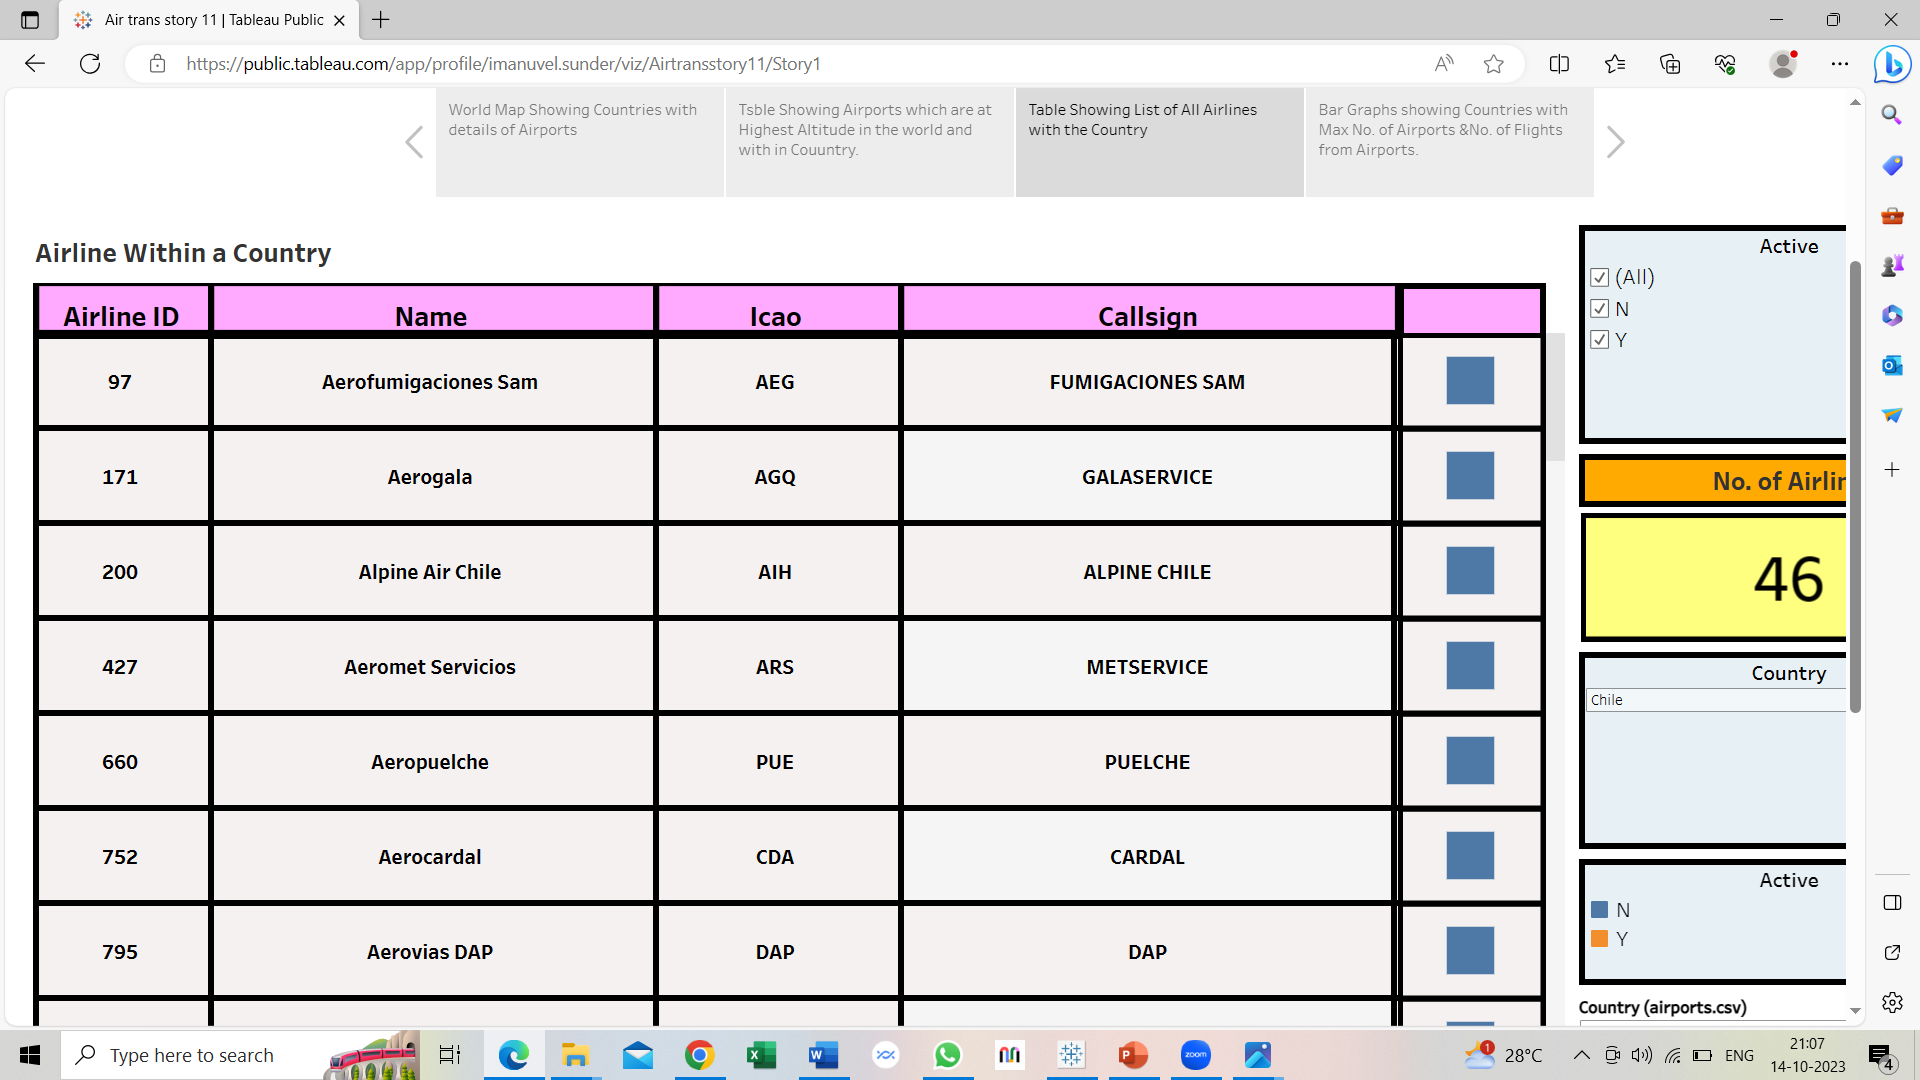 Air trans story 11 | Tableau Public
https://public.tableau.com/app/profile/imanuvel.sunder/viz/Airtransstory11/Story1
World Map Showing Countries with
details of Airports
Tsble Showing Airports which are at
Highest Altitude in the world and
with in Couuntry.
Table Showing List of All Airlines
with the Country
Bar Graphs showing Countries with
Max No. of Airports &No. of Flights
from Airports.
Airline Within a Country
Airline ID Name Icao Callsign
97 Aerofumigaciones Sam AEG FUMIGACIONES SAM
171 Aerogala AGQ GALASERVICE
200 Alpine Air Chile AIH ALPINE CHILE
427 Aeromet Servicios ARS METSERVICE
660 Aeropuelche PUE PUELCHE
752 Aerocardal CDA CARDAL
795 Aerovias DAP DAP DAP
Active
(All)
N
Y
No. of Airlin
46
Country
Chile
Active
N
Y
Country (airports.csv)
Type here to search
zoom
1
28°C
ENG
21:07
14-10-2023
4